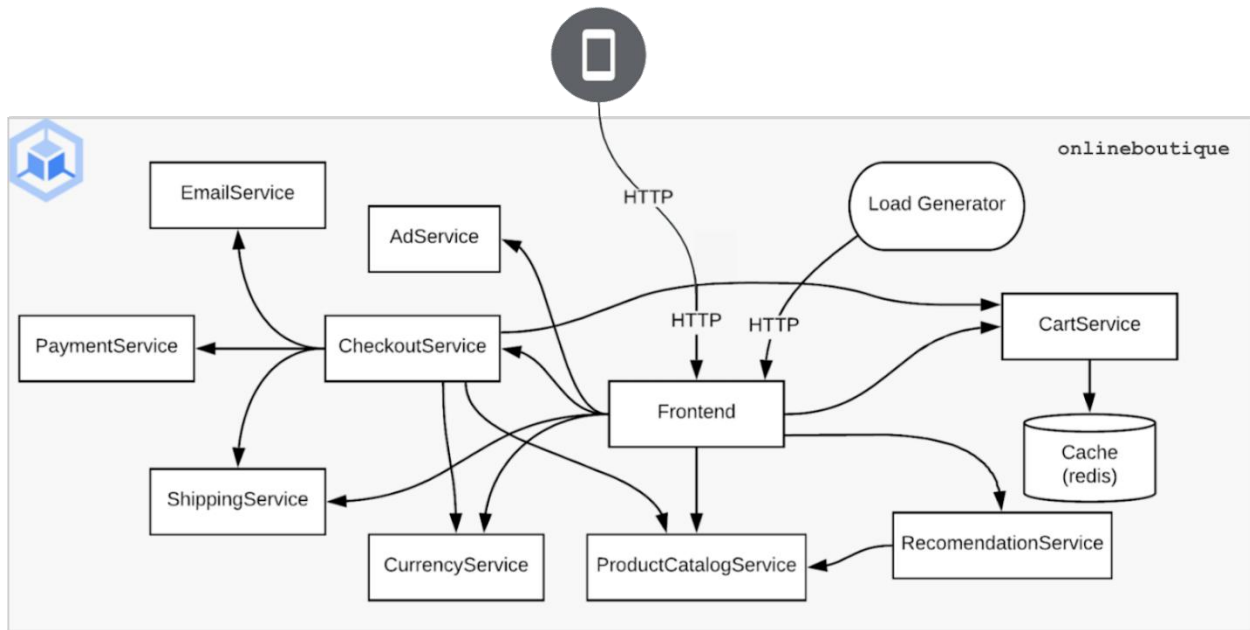 onlineboutique
EmailService
HTTP
Load Generator
AdService
PaymentService
CheckoutService
HTTP
HTTP
CartService
Frontend
Cache
(redis)
ShippingService
CurrencyService
ProductCatalogService
RecomendationService